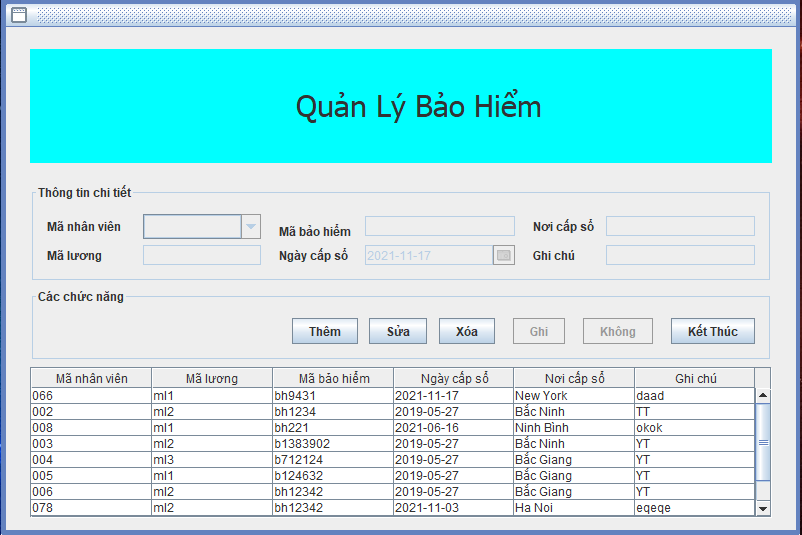 Quản Lý Bảo Hiểm
Thông tin chi tiết
Mã nhân viên Mã bảo hiểm Nơi cấp sổ
Mã lương Ngày cấp sổ 2021-11-17 Ghi chú
Các chức năng
Thêm Sửa Xóa Ghi Không Kết Thúc
Mã nhân viên Mã lương Mã bảo hiểm Ngày cấp sổ Nơi cấp sổ Ghi chú
066 ml1 bh9431 2021-11-17 New York daad
002 ml2 bh1234 2019-05-27 Bắc Ninh TT
008 ml1 bh221 2021-06-16 Ninh Bình okok
003 ml2 b1383902 2019-05-27 Bắc Ninh YT
004 ml3 b712124 2019-05-27 Bắc Giang YT
005 ml1 b124632 2019-05-27 Bắc Giang YT
006 ml2 bh12342 2019-05-27 Bắc Giang YT
078 ml2 bh12342 2021-11-03 Ha Noi eqeqe